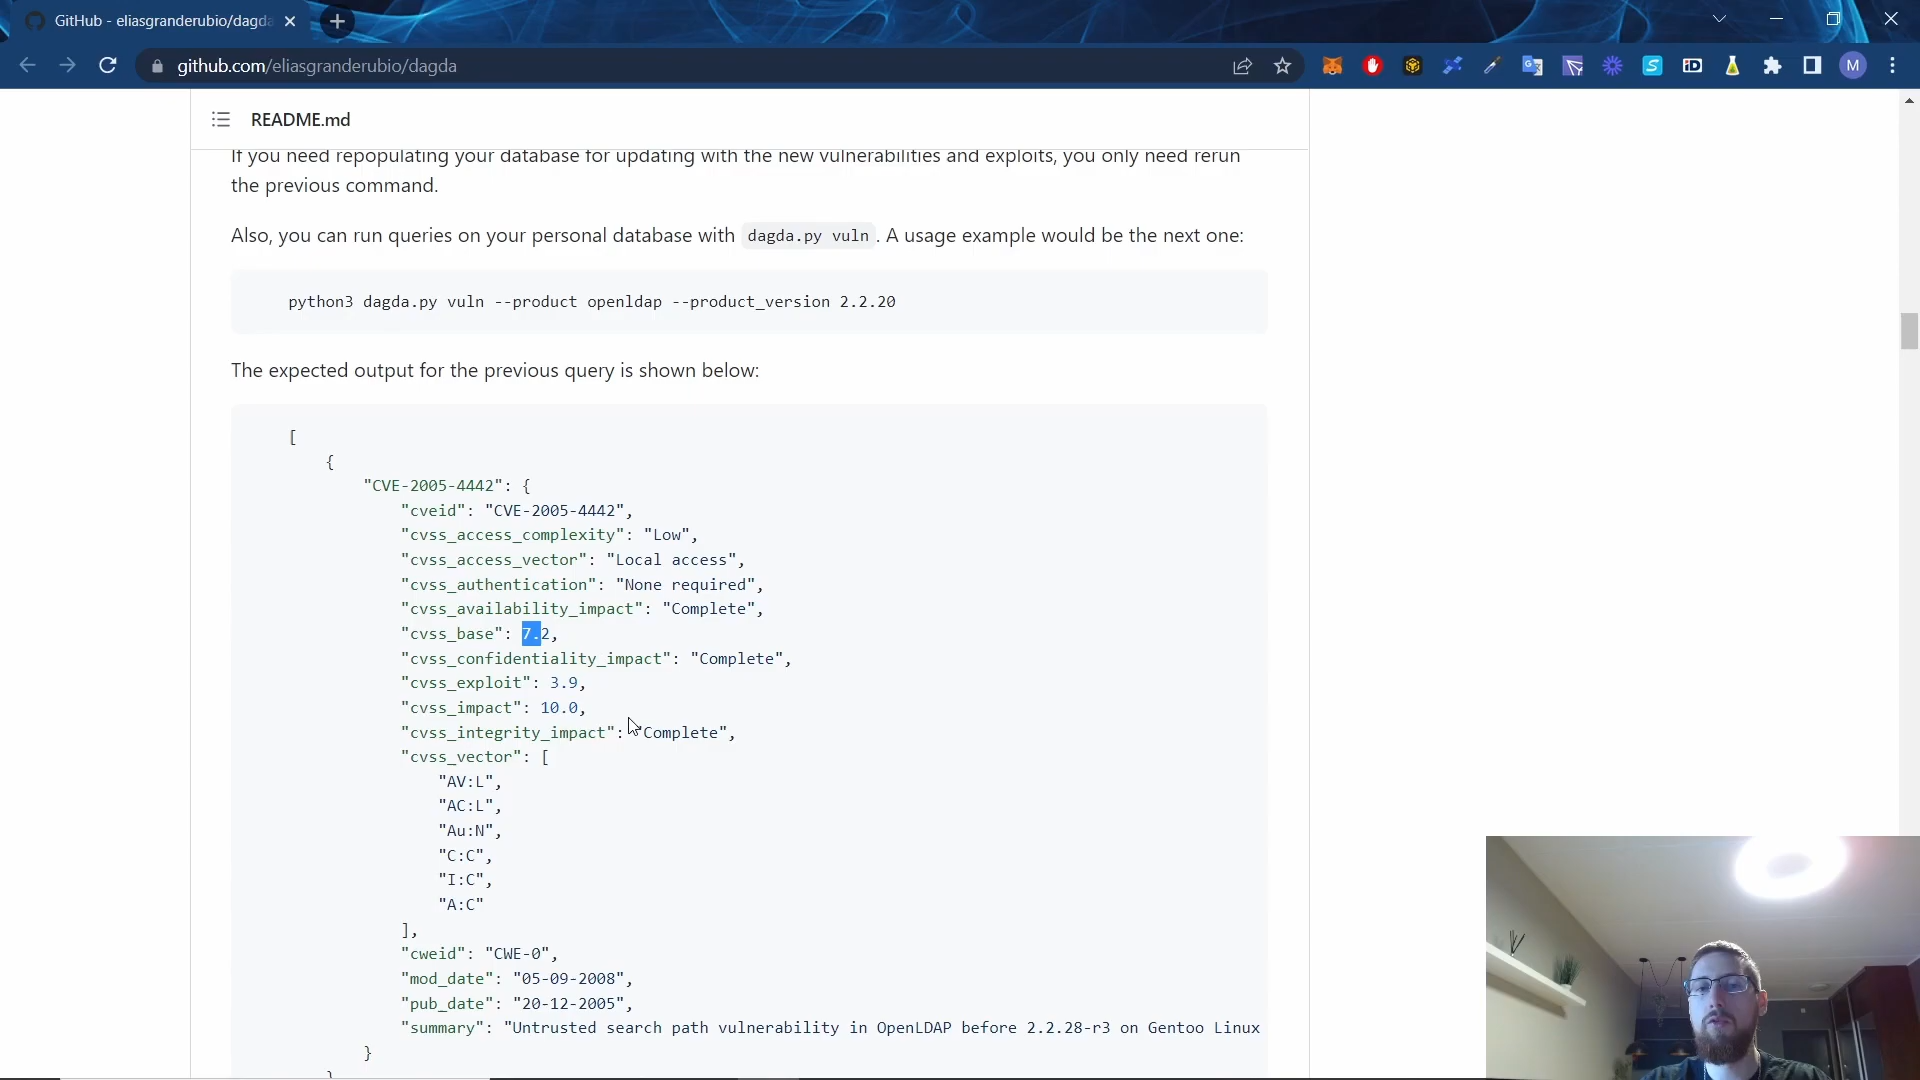 GitHub - eliasgranderubio/dagda
github.com/eliasgranderubio/dagda
M
README.md
If you need repopulating your database for updating with the new vulnerabilities and exploits, you only need rerun
the previous command.
Also, you can run queries on your personal database with dagda.py vuln. A usage example would be the next one:
python3 dagda.py vuln --product openldap --product_version 2.2.20
The expected output for the previous query is shown below:
[
{
"CVE-2005-4442": {
"cveid": "CVE-2005-4442",
"cvss_access_complexity": "Low",
"cvss_access_vector": "Local access",
"cvss_authentication": "None required",
"cvss_availability_impact": "Complete",
"cvss_base": 7.2,
"cvss_confidentiality_impact": "Complete",
"cvss_exploit": 3.9,
"cvss_impact": 10.0,
"cvss_integrity_impact": "Complete",
"cvss_vector": [
"AV:L",
"AC:L",
"Au:N",
"C:C",
"I:C",
"A:C"
],
"cweid": "CWE-0",
"mod_date": "05-09-2008",
"pub_date": "20-12-2005",
"summary": "Untrusted search path vulnerability in OpenLDAP before 2.2.28-r3 on Gentoo Linux
}
}